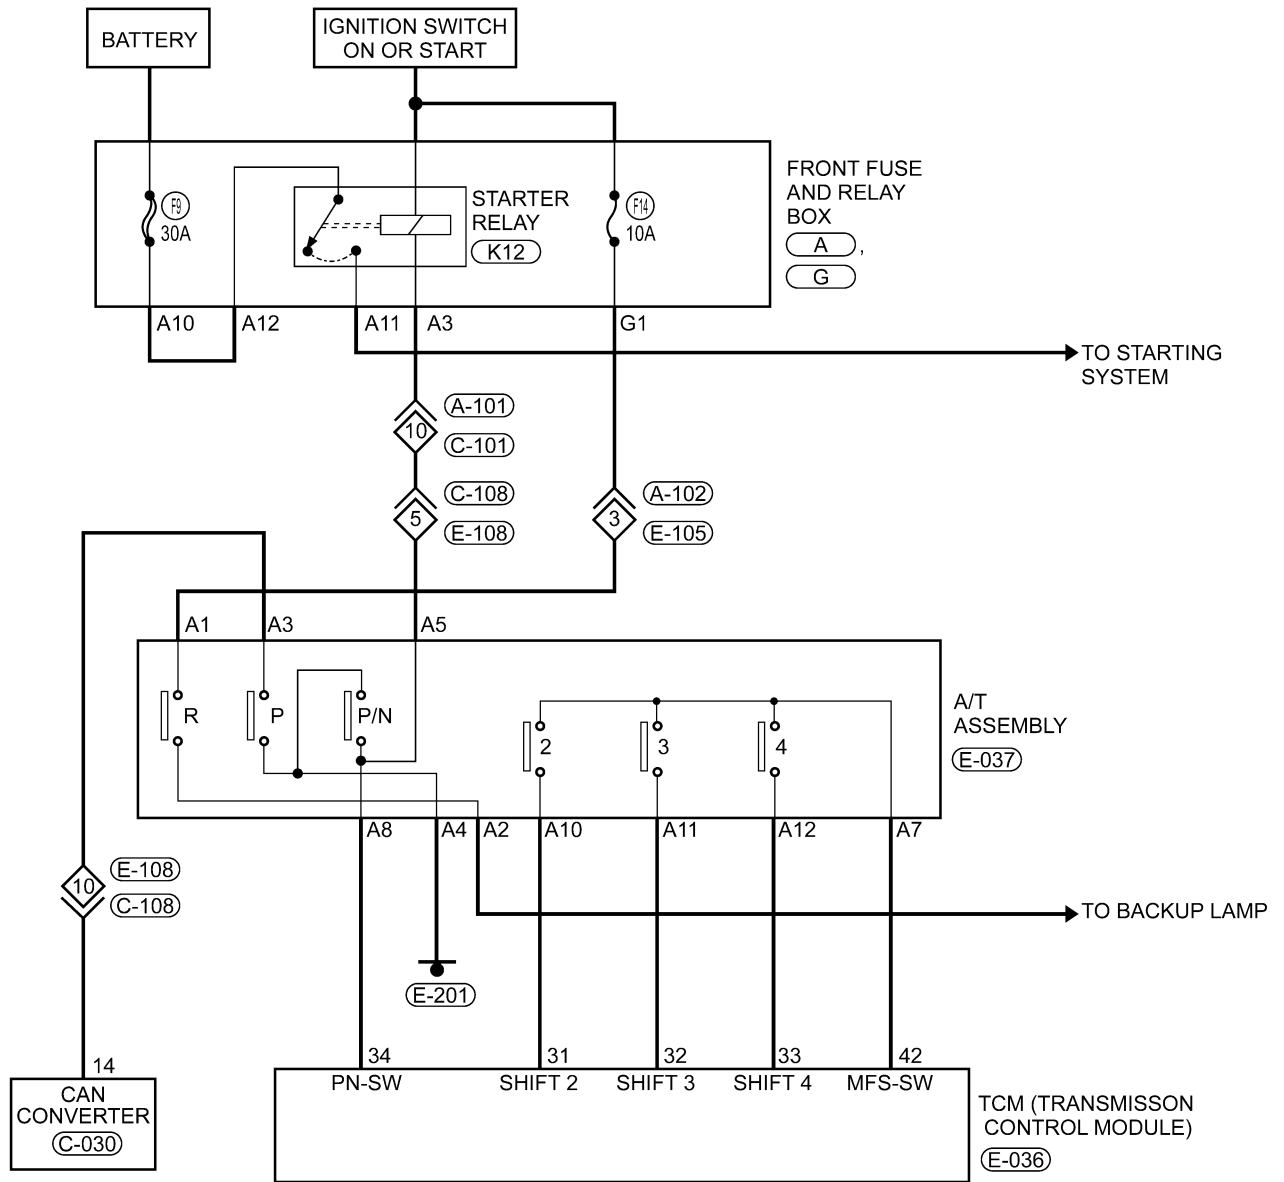 BATTERY
IGNITION SWITCH
ON OR START
FRONT FUSE
AND RELAY
BOX
A ,
G
F9
30A
STARTER
RELAY
K12
F14
10A
A10
A12
A11
A3
G1
TO STARTING
SYSTEM
A-101
10
C-101
C-108
5
E-108
A-102
3
E-105
A1
A3
A5
R
P
P/N
2
3
4
A/T
ASSEMBLY
E-037
A8
A4
A2
A10
A11
A12
A7
E-108
10
C-108
TO BACKUP LAMP
E-201
14
CAN
CONVERTER
C-030
34
31
32
33
42
PN-SW
SHIFT 2
SHIFT 3
SHIFT 4
MFS-SW
TCM (TRANSMISSON
CONTROL MODULE)
E-036